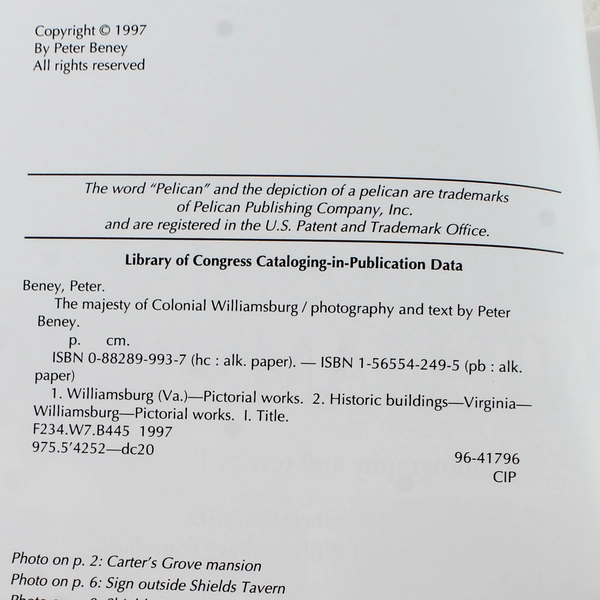 Copyright © 1997
By Peter Beney
All rights reserved
The word “Pelican” and the depiction of a pelican are trademarks
of Pelican Publishing Company, Inc.
and are registered in the U.S. Patent and Trademark Office.
Library of Congress Cataloging-in-Publication Data
Beney, Peter.
The majesty of Colonial Williamsburg / photography and text by Peter
Beney.
p. cm.
ISBN 0-88289-993-7 (hc : alk. paper). — ISBN 1-56554-249-5 (pb : alk.
paper)
1. Williamsburg (Va.)—Pictorial works. 2. Historic buildings—Virginia—
Williamsburg—Pictorial works. I. Title.
F234.W7.B445 1997
975.5’4252—dc20
96-41796
CIP
Photo on p. 2: Carter’s Grove mansion
Photo on p. 6: Sign outside Shields Tavern